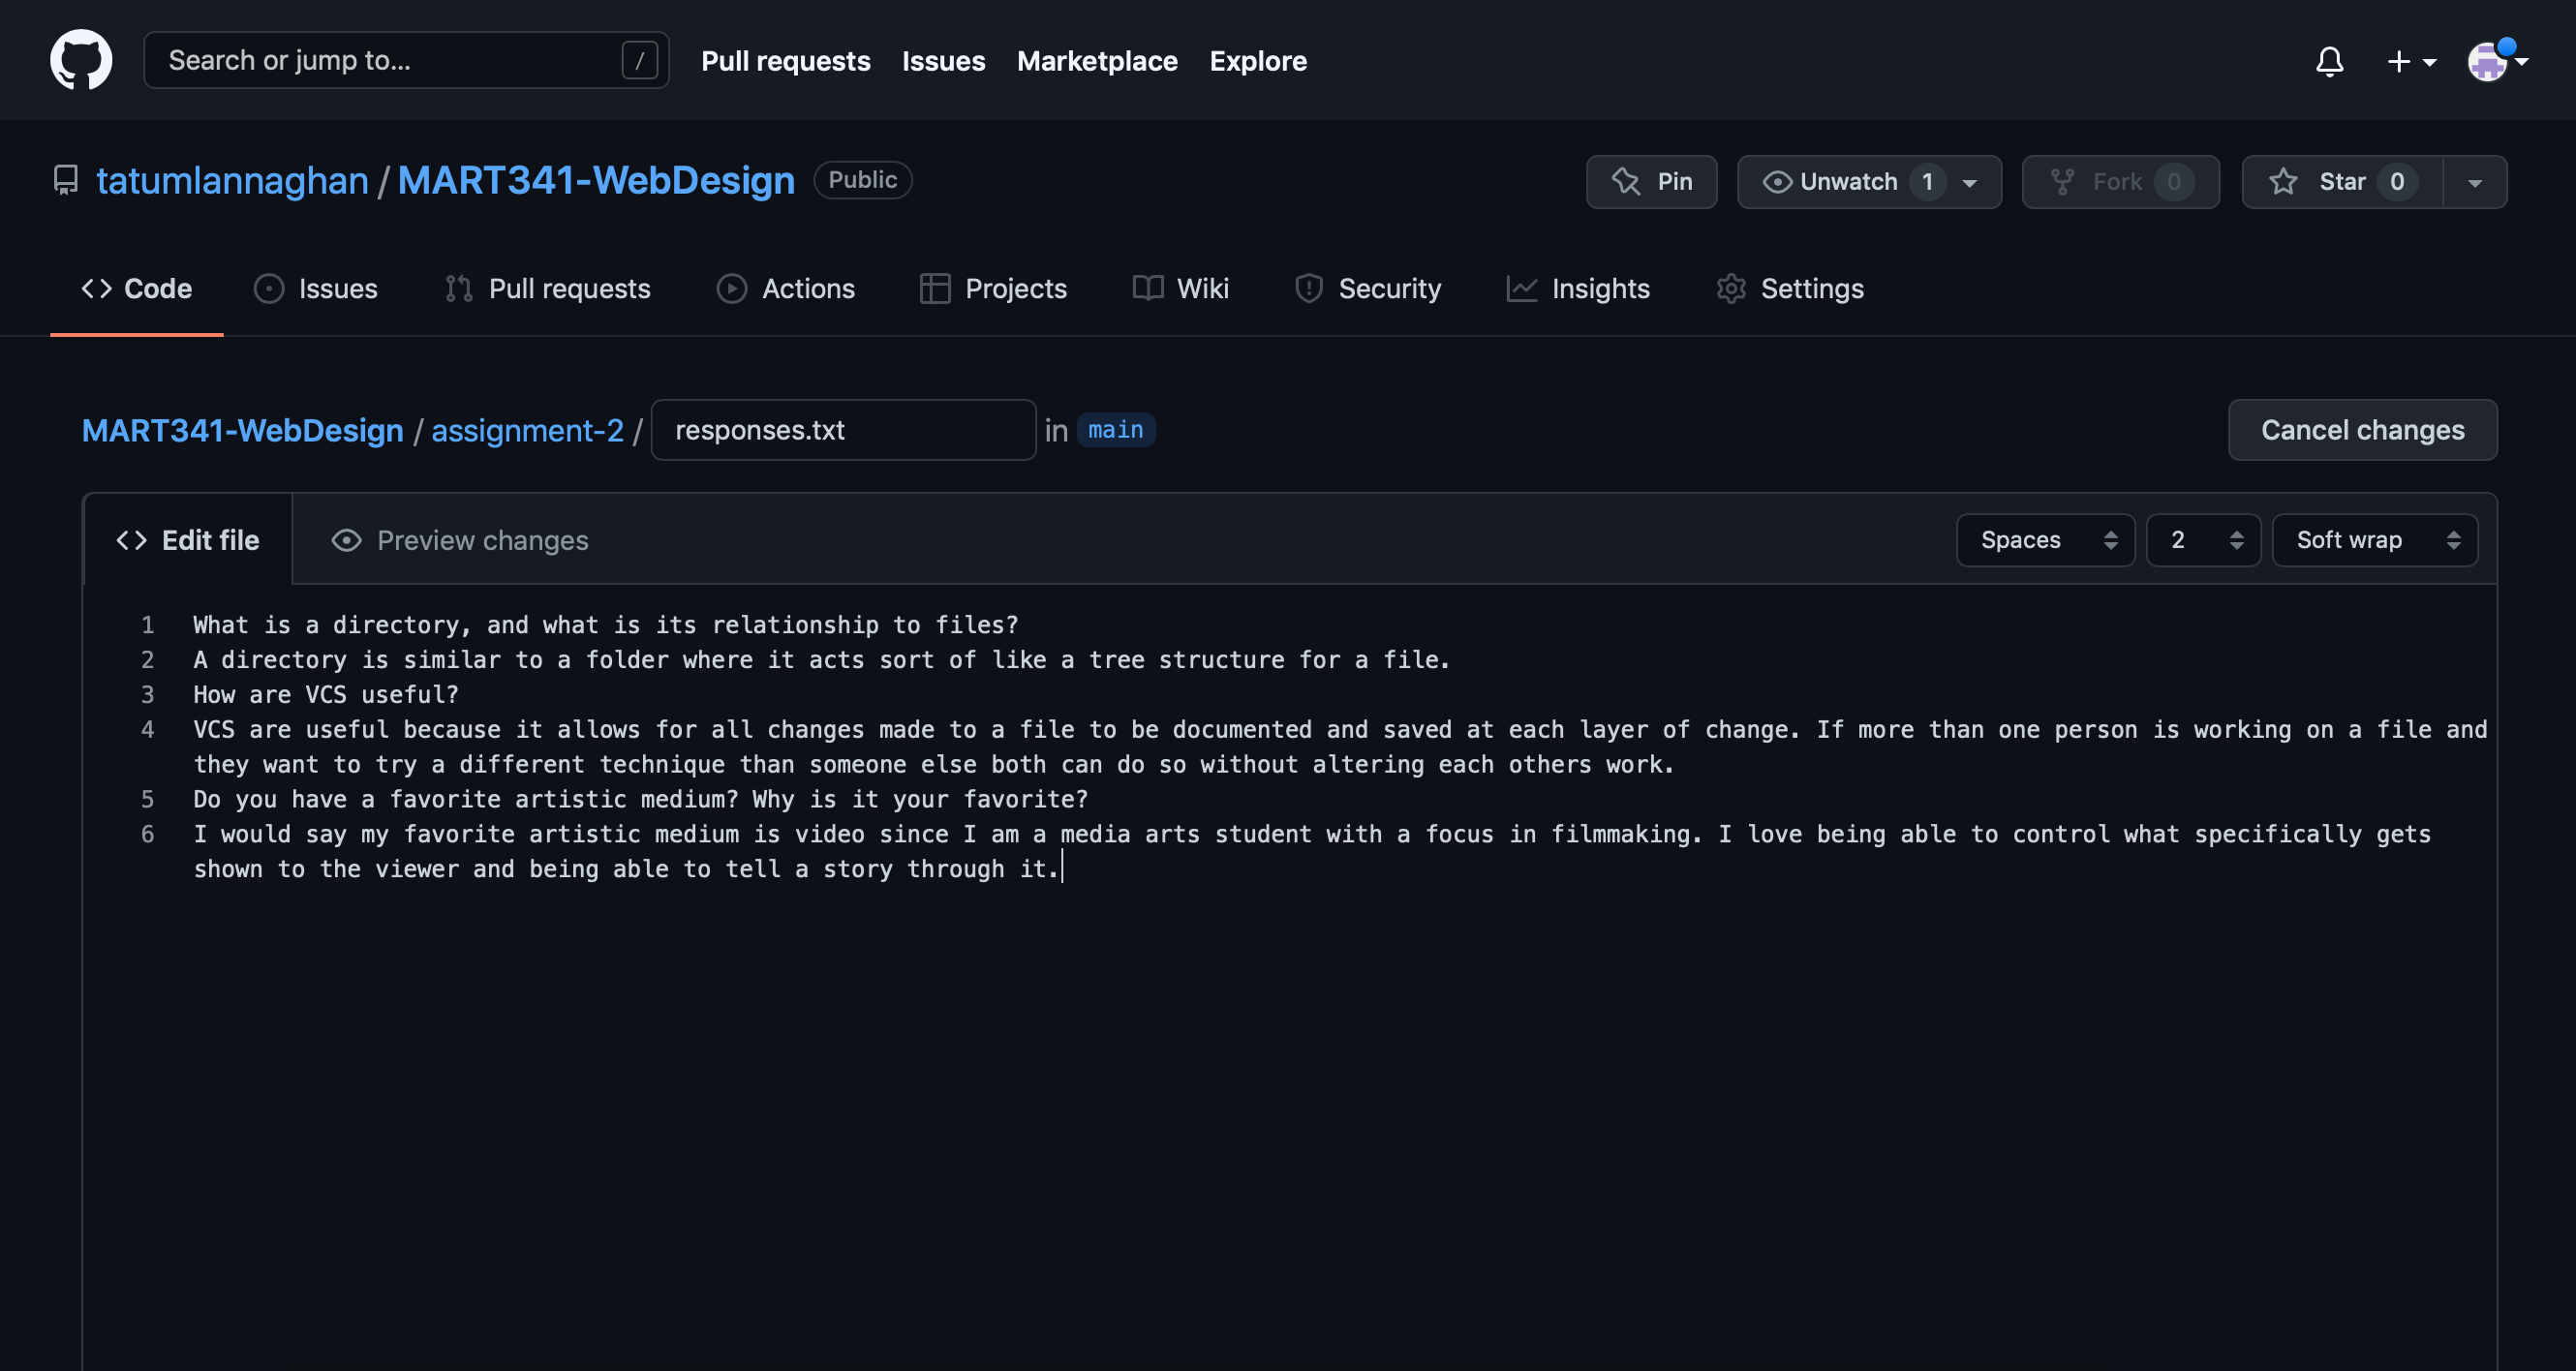 Search or jump to... / Pull requests Issues Marketplace Explore
tatumlannaghan / MART341-WebDesign Public Pin Unwatch 1 Fork 0 Star 0
Code Issues Pull requests Actions Projects Wiki Security Insights Settings
MART341-WebDesign / assignment-2 / responses.txt in main Cancel changes
Edit file Preview changes Spaces 2 Soft wrap
1 What is a directory, and what is its relationship to files?
2 A directory is similar to a folder where it acts sort of like a tree structure for a file.
3 How are VCS useful?
4 VCS are useful because it allows for all changes made to a file to be documented and saved at each layer of change. If more than one person is working on a file and
they want to try a different technique than someone else both can do so without altering each others work.
5 Do you have a favorite artistic medium? Why is it your favorite?
6 I would say my favorite artistic medium is video since I am a media arts student with a focus in filmmaking. I love being able to control what specifically gets
shown to the viewer and being able to tell a story through it.